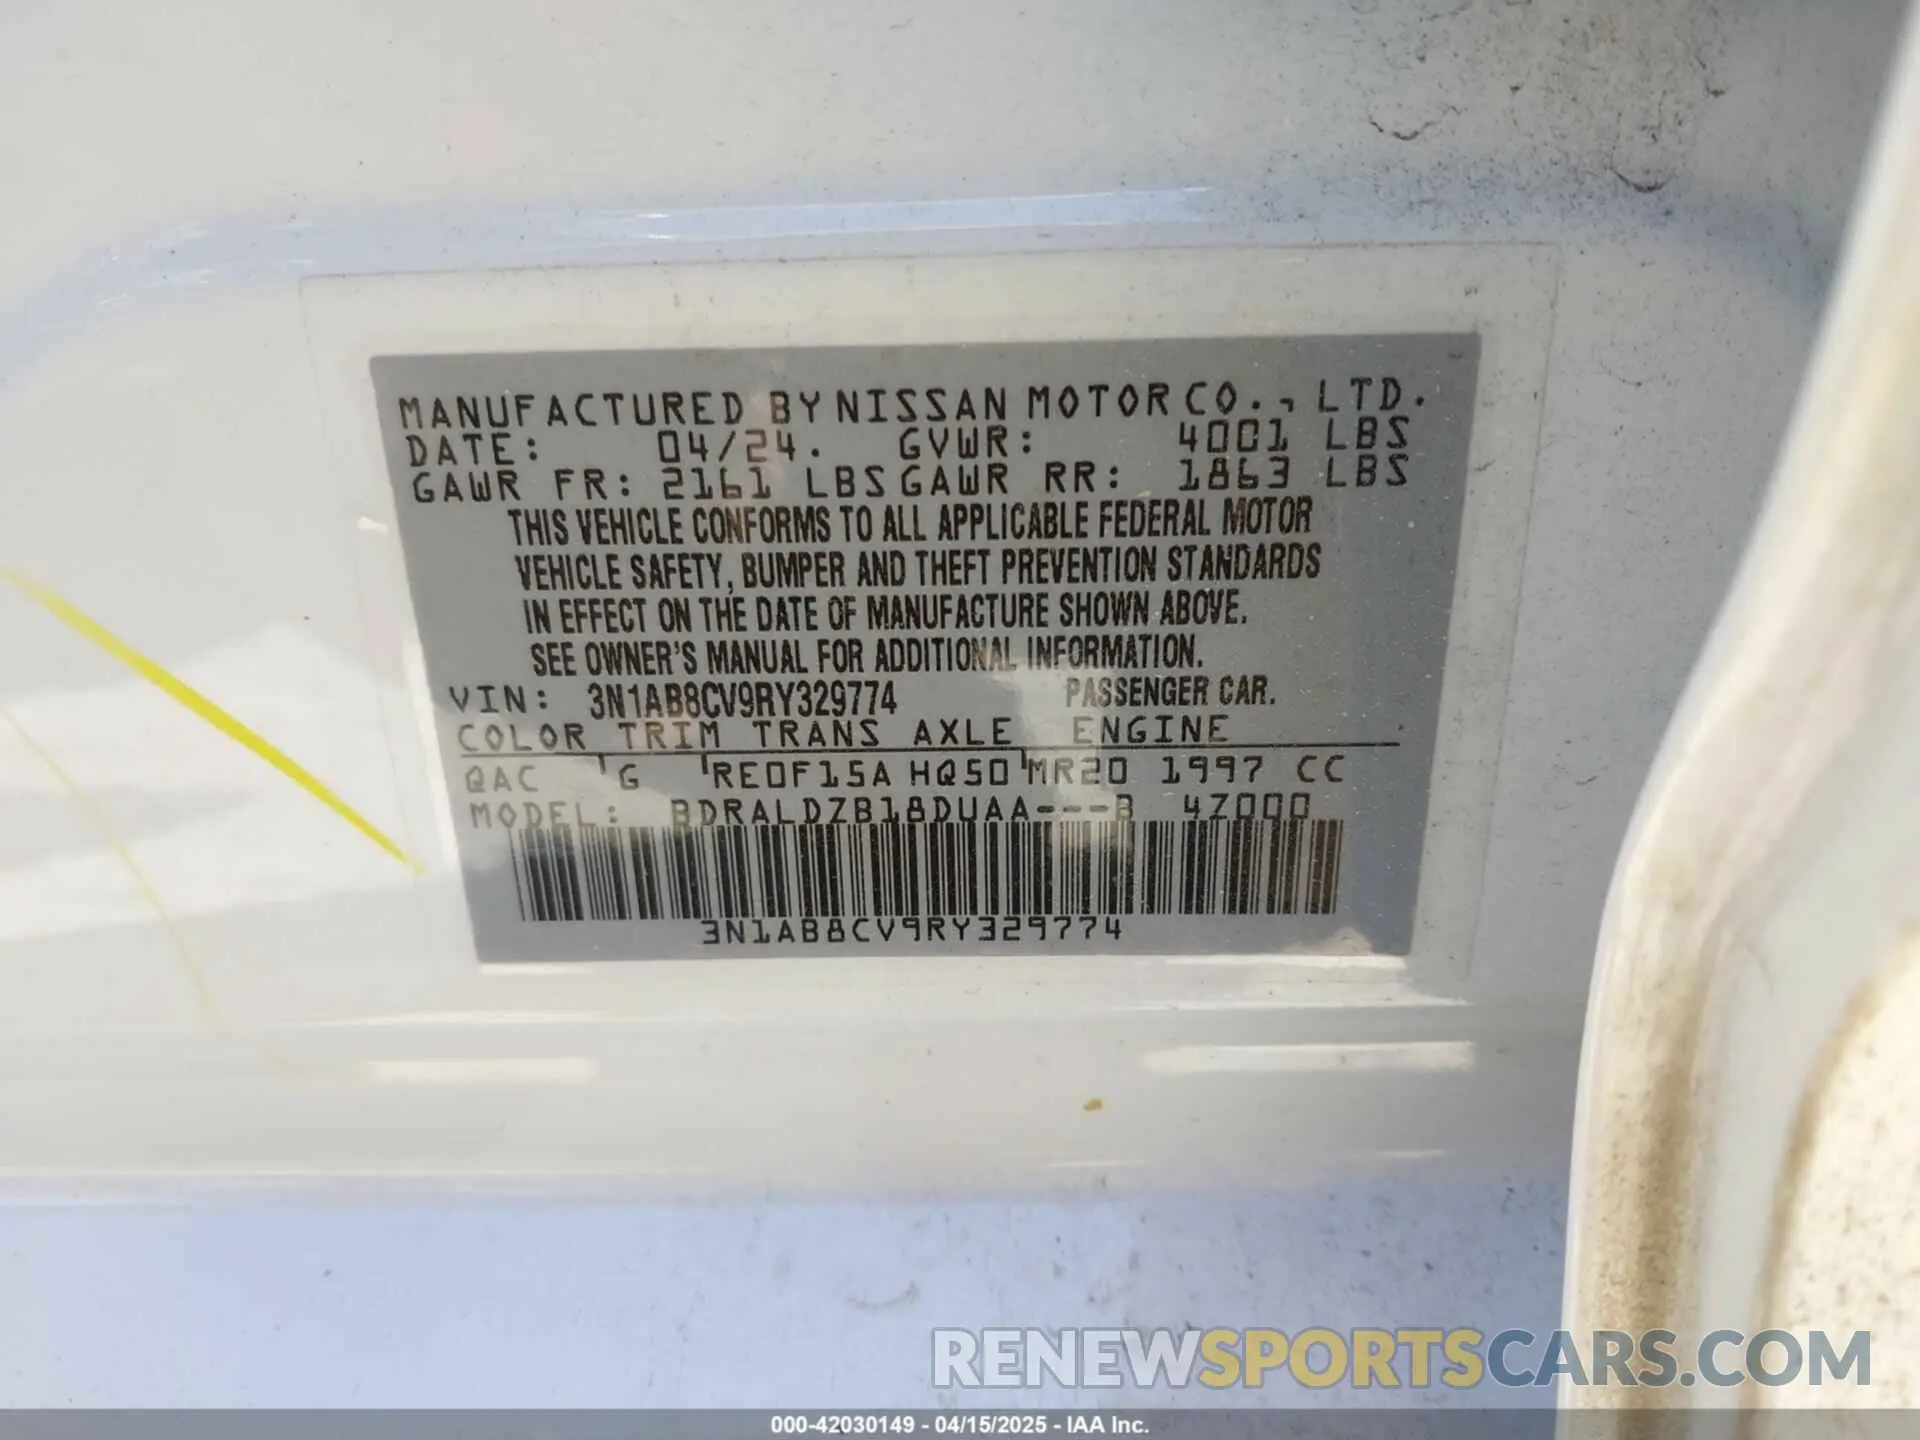 MANUFACTURED BY NISSAN MOTOR CO., LTD.
DATE: 04/24. GVWR: 4001 LBS
GAWR FR: 2161 LBS GAWR RR: 1863 LBS
THIS VEHICLE CONFORMS TO ALL APPLICABLE FEDERAL MOTOR
VEHICLE SAFETY, BUMPER AND THEFT PREVENTION STANDARDS
IN EFFECT ON THE DATE OF MANUFACTURE SHOWN ABOVE.
SEE OWNER'S MANUAL FOR ADDITIONAL INFORMATION.
VIN: 3N1AB8CV9RY329774 PASSENGER CAR.
COLOR TRIM TRANS AXLE ENGINE
QAC G RE0F15A HQ50 MR20 1997 CC
MODEL: BDRALDZB18DUAA---B 4Z000
3N1AB8CV9RY329774
RENEWSPORTSCARS.COM
000-42030149 - 04/15/2025 - IAA Inc.